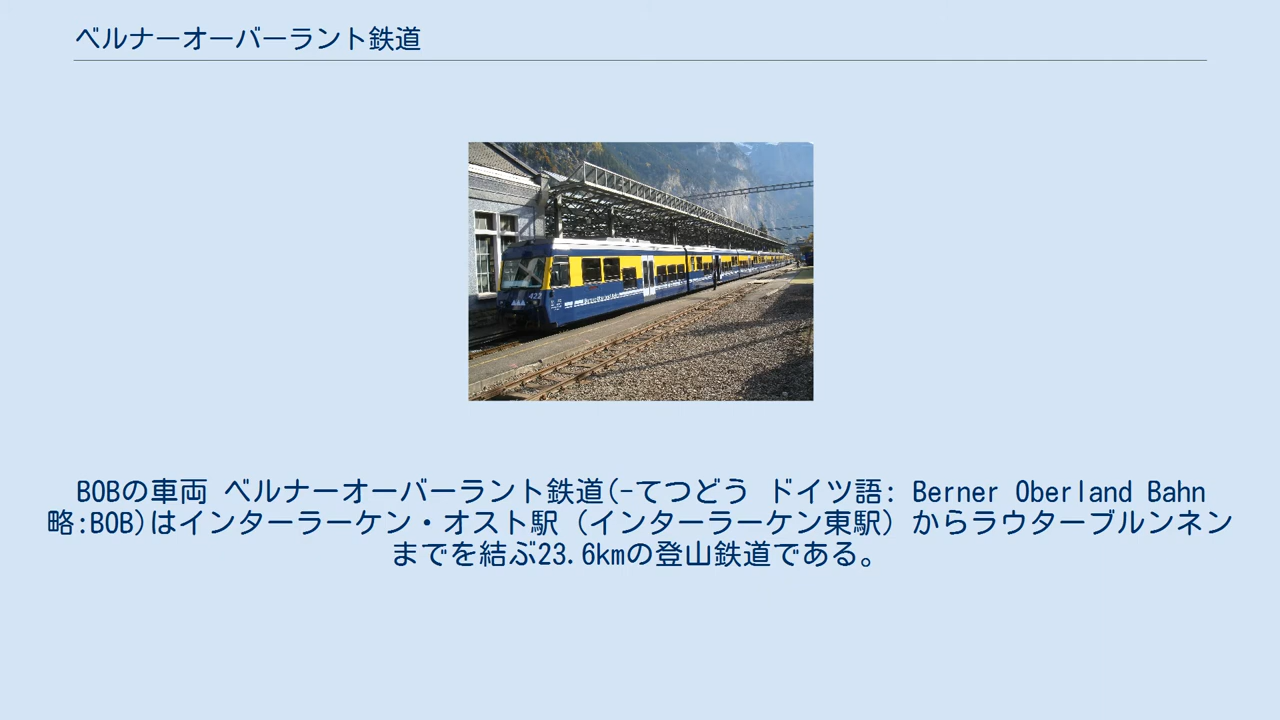 ベルナーオーバーラント鉄道
422
BOBの車両 ベルナーオーバーラント鉄道(-てつどう ドイツ語: Berner Oberland Bahn
略:BOB)はインターラーケン・オスト駅（インターラーケン東駅）からラウターブルンネン
までを結ぶ23.6kmの登山鉄道である。